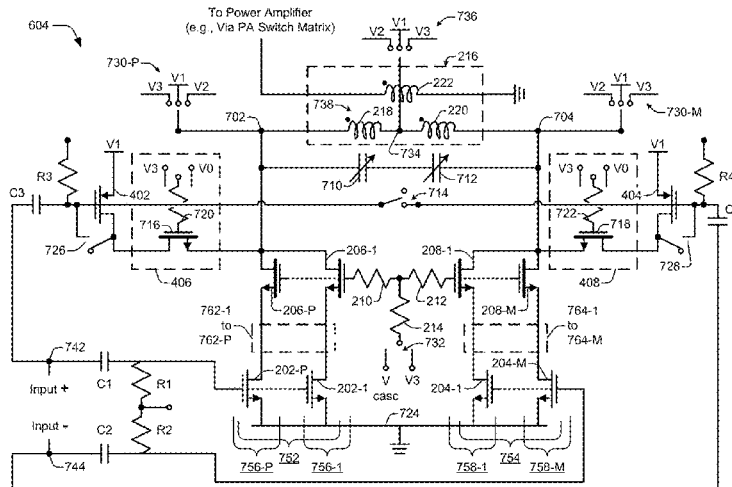 To Power Amplifier
(e.g., Via PA Switch Matrix)
604
V1
736
V2
V3
216
730-P
V1
V3
V2
222
V1
V2
V3
702
738
218
220
704
730-M
734
R3
V1
V3
V0
710
712
V3
V0
V1
R4
C3
402
714
404
C
716
720
722
718
726
206-1
208-1
728
406
210
212
408
206-P
208-M
762-1
to
762-P
214
764-1
to
764-M
732
742
V
casc
V3
202-P
204-M
C1
R1
202-1
204-1
Input +
724
Input -
R2
C2
744
752
754
756-P
756-1
758-1
758-M